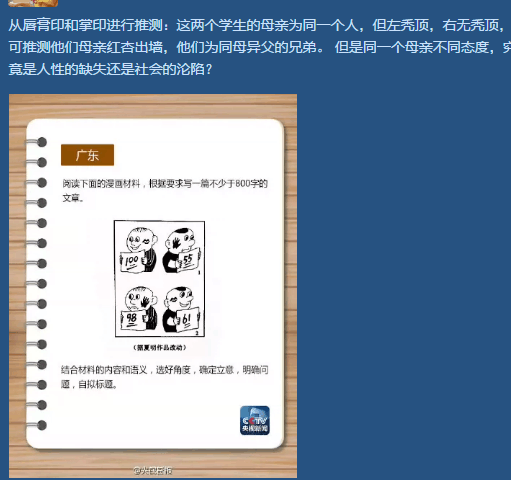 从唇膏印和掌印进行推测：这两个学生的母亲为同一个人，但左秃顶，右无秃顶，
可推测他们母亲红杏出墙，他们为同母异父的兄弟。 但是同一个母亲不同态度，究
竟是人性的缺失还是社会的沦陷？
广东
阅读下面的漫画材料，根据要求写一篇不少于800字的
文章。
100
55
1
98
61
2
（据夏明作品改动）
结合材料的内容和语义，选好角度，确定立意，明确问
题，自拟标题。
CCTV
央视新闻